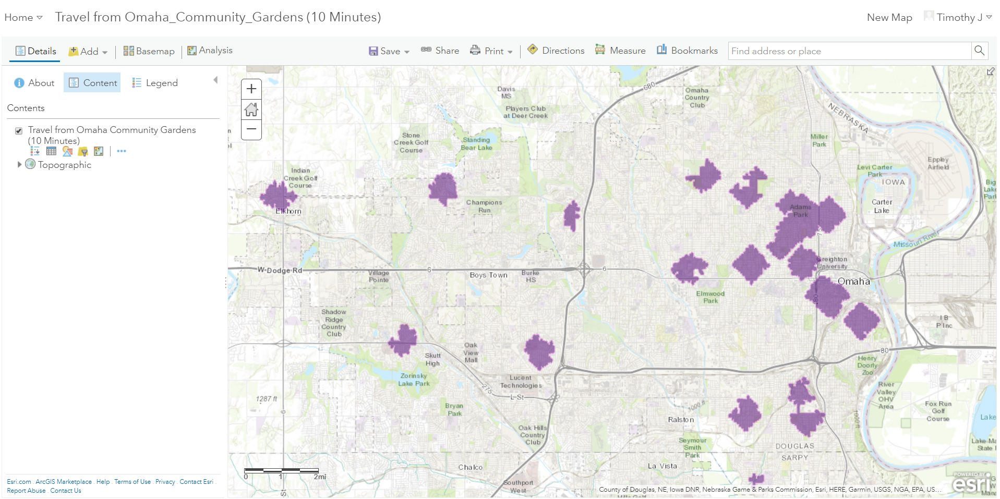 Home
Travel from Omaha_Community_Gardens (10 Minutes)
New Map
Timothy J
Details
Add
Basemap
Analysis
Save
Share
Print
Directions
Measure
Bookmarks
Find address or place
About
Content
Legend
Contents
Travel from Omaha Community Gardens
(10 Minutes)
Topographic
Esri.com . ArcGIS Marketplace . Help . Terms of Use . Privacy . Contact Esri .
Report Abuse . Contact Us
Davis
MS
Players Club
at Deer Creek
680
Omaha
Country
Club
NEBRASKA
Stone
Creek Golf
Course
Standing
Bear Lake
Miller
Park
Eppley
Airfield
Levi Carter
Park
IOWA
Indian
Creek Golf
Course
Big
Lake
Park
Champions
Run
Carter
Lake
Adams
Park
Elkhorn
75
Missouri River
Creighton
University
W Dodge Rd
Village
Pointe
6
Boys Town
Burke
HS
6
Omaha
Elmwood
Park
480
Shadow
Ridge
Country
Club
I B
P Inc
Oak
View
Mall
Skutt
High
80
Henry
Doorly
Zoo
Zorinsky
Lake Park
Lucent
Technologies
275
L St
River
Valley
OHV
Area
1287 ft
6
Bryan
Park
1000 ft
1000 ft
Fox Run
Golf
Course
Ralston
Lake
Oak Hills
Country
Club
Seymour
Smith
Park
DOUGLAS
SARPY
Lake Ma
State
Chalco
La Vista
0 1 2mi
Southport
West
St
County of Douglas, NE, Iowa DNR, Nebraska Game & Parks Commission, Esri, HERE, Garmin, USGS, NGA, EPA, US...
POWERED BY
esri